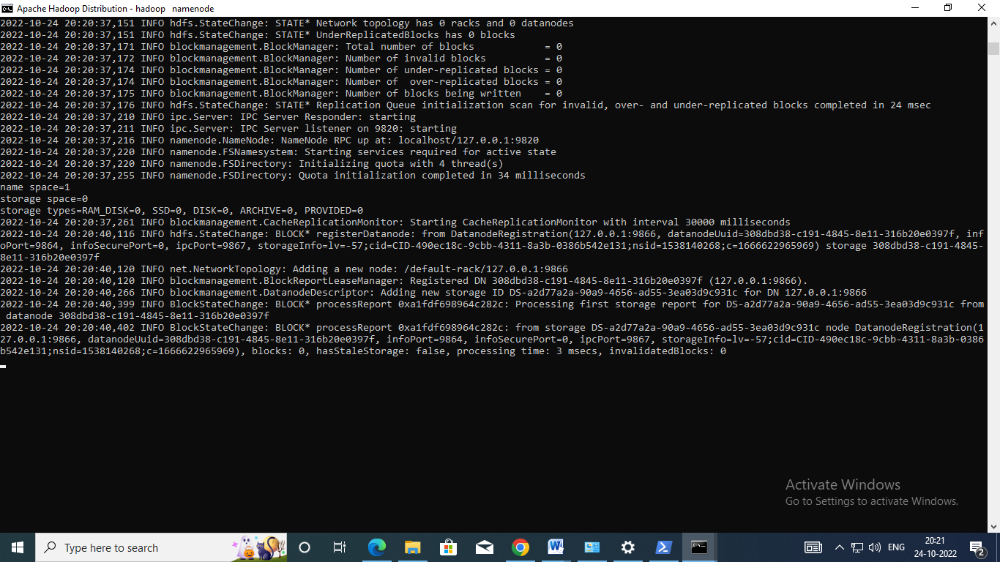 Apache Hadoop Distribution - hadoop   namenode
2022-10-24 20:20:37,151 INFO hdfs.StateChange: STATE* Network topology has 0 racks and 0 datanodes
2022-10-24 20:20:37,151 INFO hdfs.StateChange: STATE* UnderReplicatedBlocks has 0 blocks
2022-10-24 20:20:37,171 INFO blockmanagement.BlockManager: Total number of blocks            = 0
2022-10-24 20:20:37,172 INFO blockmanagement.BlockManager: Number of invalid blocks          = 0
2022-10-24 20:20:37,174 INFO blockmanagement.BlockManager: Number of under-replicated blocks = 0
2022-10-24 20:20:37,174 INFO blockmanagement.BlockManager: Number of  over-replicated blocks = 0
2022-10-24 20:20:37,175 INFO blockmanagement.BlockManager: Number of blocks being written    = 0
2022-10-24 20:20:37,176 INFO hdfs.StateChange: STATE* Replication Queue initialization scan for invalid, over- and under-replicated blocks completed in 24 msec
2022-10-24 20:20:37,210 INFO ipc.Server: IPC Server Responder: starting
2022-10-24 20:20:37,211 INFO ipc.Server: IPC Server listener on 9820: starting
2022-10-24 20:20:37,216 INFO namenode.NameNode: NameNode RPC up at: localhost/127.0.0.1:9820
2022-10-24 20:20:37,220 INFO namenode.FSNamesystem: Starting services required for active state
2022-10-24 20:20:37,220 INFO namenode.FSDirectory: Initializing quota with 4 thread(s)
2022-10-24 20:20:37,255 INFO namenode.FSDirectory: Quota initialization completed in 34 milliseconds
name space=1
storage space=0
storage types=RAM_DISK=0, SSD=0, DISK=0, ARCHIVE=0, PROVIDED=0
2022-10-24 20:20:37,261 INFO blockmanagement.CacheReplicationMonitor: Starting CacheReplicationMonitor with interval 30000 milliseconds
2022-10-24 20:20:40,116 INFO hdfs.StateChange: BLOCK* registerDatanode: from DatanodeRegistration(127.0.0.1:9866, datanodeUuid=308dbd38-c191-4845-8e11-316b20e0397f, inf
oPort=9864, infoSecurePort=0, ipcPort=9867, storageInfo=lv=-57;cid=CID-490ec18c-9cbb-4311-8a3b-0386b542e131;nsid=1538140268;c=1666622965969) storage 308dbd38-c191-4845-
8e11-316b20e0397f
2022-10-24 20:20:40,120 INFO net.NetworkTopology: Adding a new node: /default-rack/127.0.0.1:9866
2022-10-24 20:20:40,120 INFO blockmanagement.BlockReportLeaseManager: Registered DN 308dbd38-c191-4845-8e11-316b20e0397f (127.0.0.1:9866).
2022-10-24 20:20:40,266 INFO blockmanagement.DatanodeDescriptor: Adding new storage ID DS-a2d77a2a-90a9-4656-ad55-3ea03d9c931c for DN 127.0.0.1:9866
2022-10-24 20:20:40,399 INFO BlockStateChange: BLOCK* processReport 0xa1fdf698964c282c: Processing first storage report for DS-a2d77a2a-90a9-4656-ad55-3ea03d9c931c from
 datanode 308dbd38-c191-4845-8e11-316b20e0397f
2022-10-24 20:20:40,402 INFO BlockStateChange: BLOCK* processReport 0xa1fdf698964c282c: from storage DS-a2d77a2a-90a9-4656-ad55-3ea03d9c931c node DatanodeRegistration(1
27.0.0.1:9866, datanodeUuid=308dbd38-c191-4845-8e11-316b20e0397f, infoPort=9864, infoSecurePort=0, ipcPort=9867, storageInfo=lv=-57;cid=CID-490ec18c-9cbb-4311-8a3b-0386
b542e131;nsid=1538140268;c=1666622965969), blocks: 0, hasStaleStorage: false, processing time: 3 msecs, invalidatedBlocks: 0
Activate Windows
Go to Settings to activate Windows.
Type here to search
ENG
20:21
24-10-2022
2